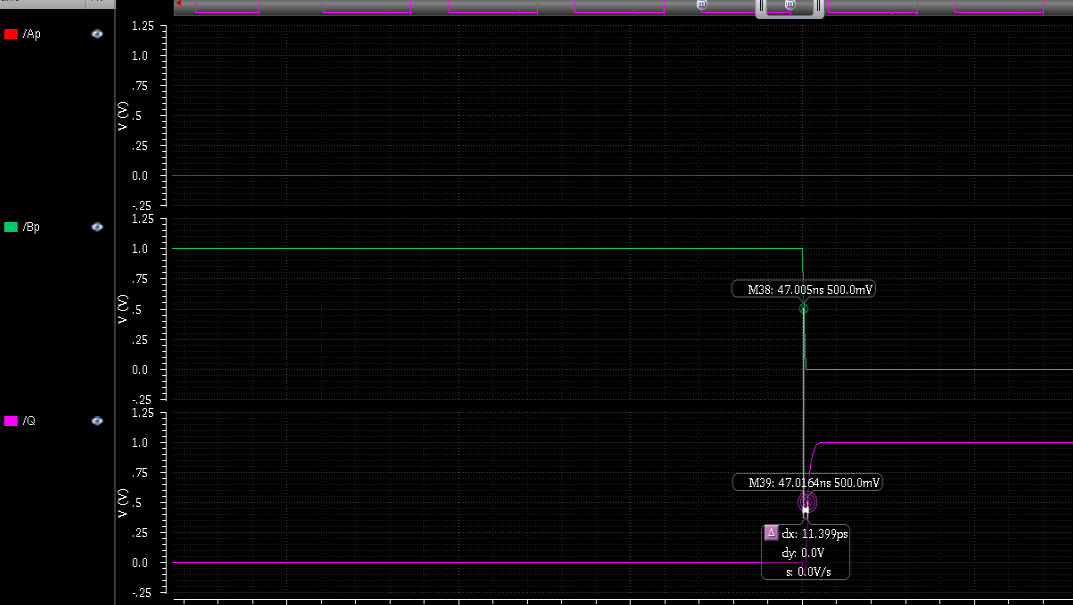 /Ap
1.25
1.0
.75
.5
.25
0.0
-.25
V (V)
/Bp
1.25
1.0
.75
.5
.25
0.0
-.25
V (V)
M38: 47.005ns 500.0mV
/Q
1.25
1.0
.75
.5
.25
0.0
-.25
V (V)
M39: 47.0164ns 500.0mV
Δ dx: 11.399ps
dy: 0.0V
s: 0.0V/s